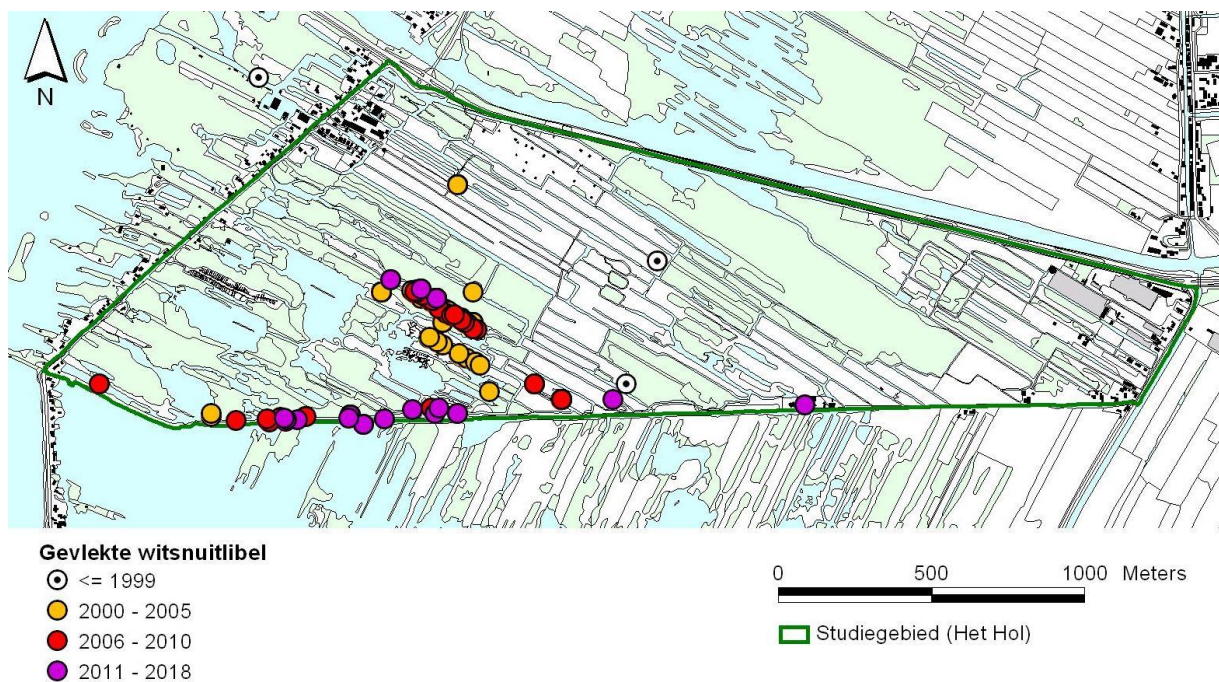 N
Gevlekte witsnuitlibel
<= 1999
2000 - 2005
2006 - 2010
2011 - 2018
0 500 1000 Meters
Studiegebied (Het Hol)